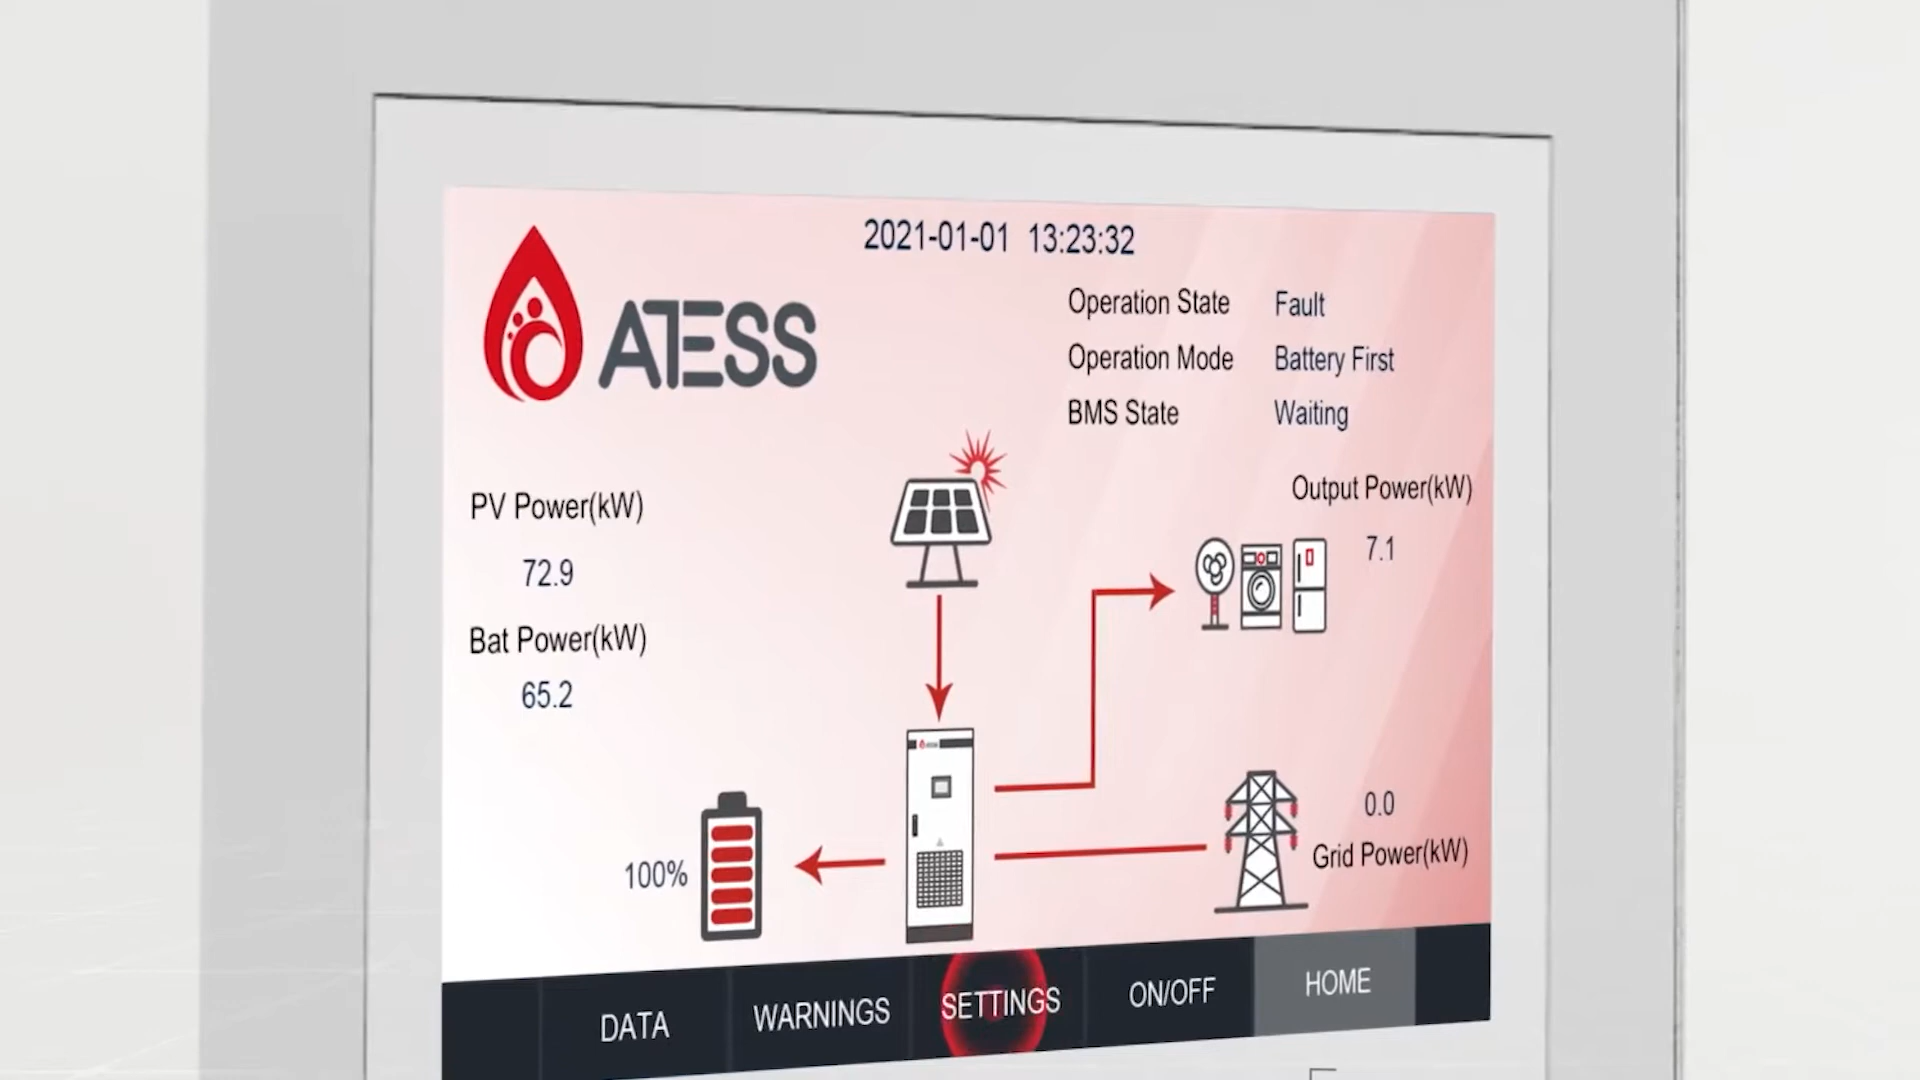 2021-01-01 13:23:32
ATESS
Operation State Fault
Operation Mode Battery First
BMS State Waiting
PV Power(kW)
72.9
Bat Power(kW)
65.2
Output Power(kW)
7.1
100%
0.0
Grid Power(kW)
DATA
WARNINGS
SETTINGS
ON/OFF
HOME